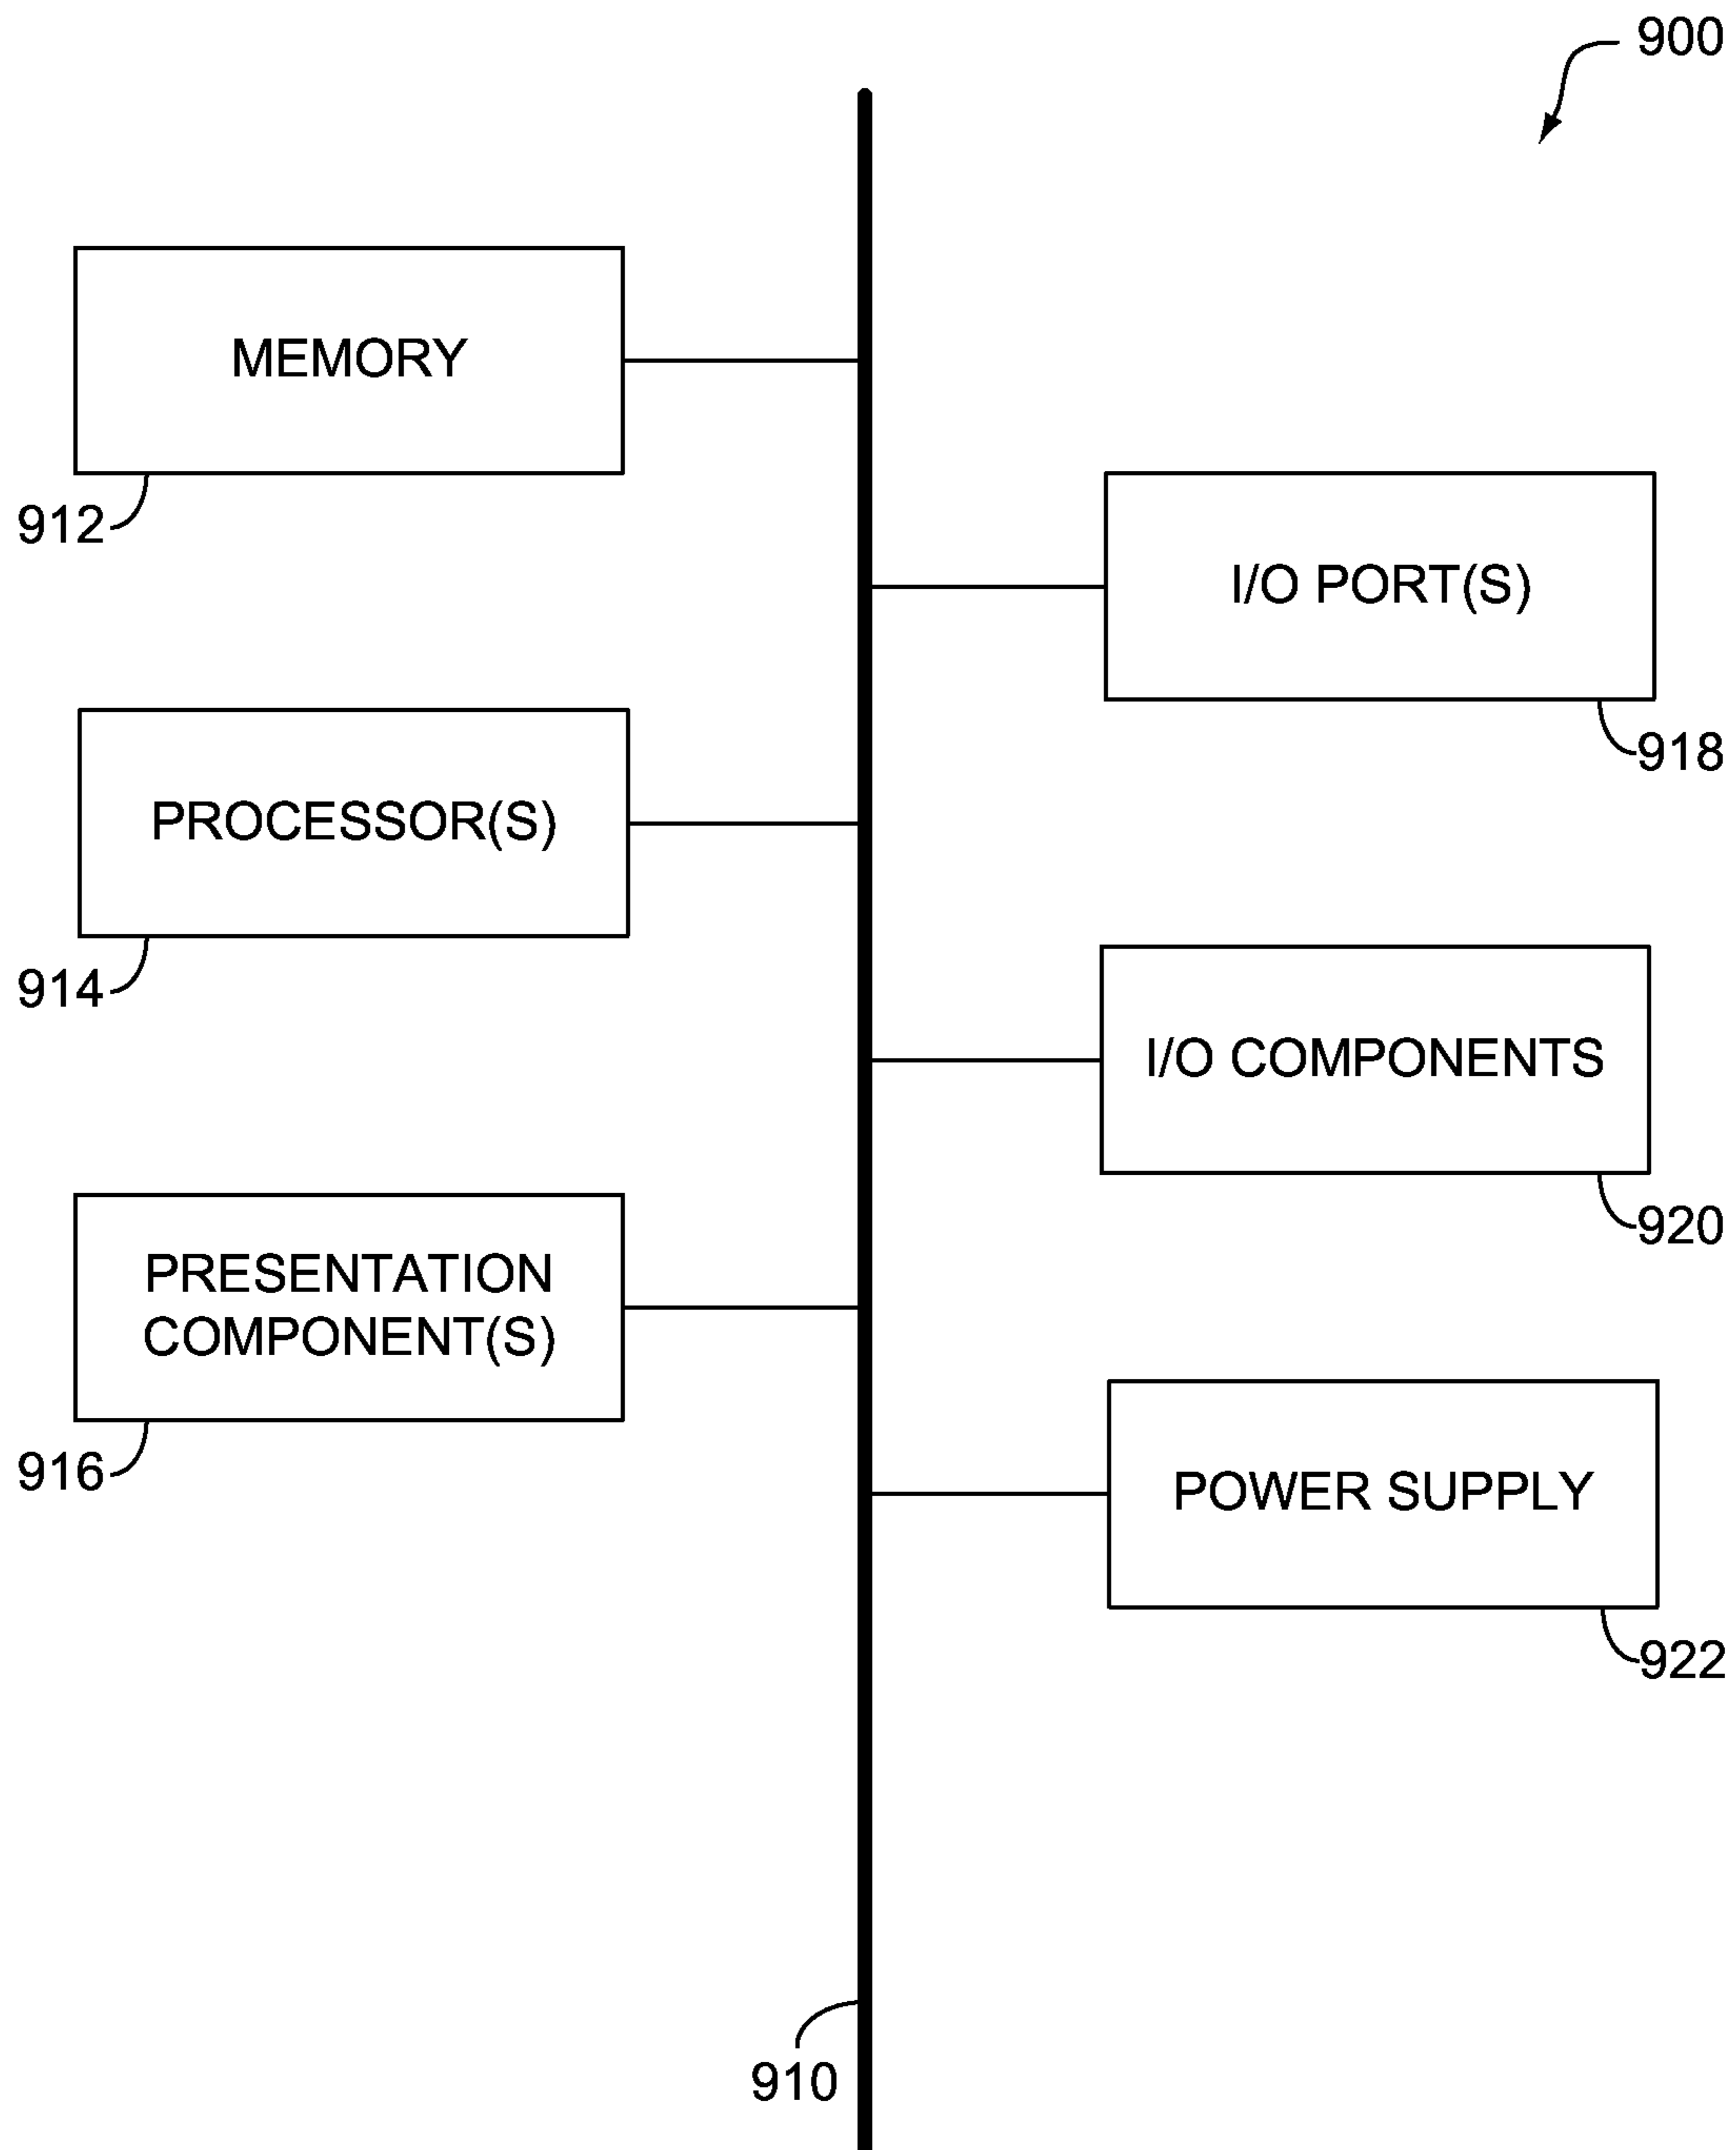 900
MEMORY
912
I/O PORT(S)
918
PROCESSOR(S)
914
I/O COMPONENTS
920
PRESENTATION
COMPONENT(S)
916
POWER SUPPLY
922
910